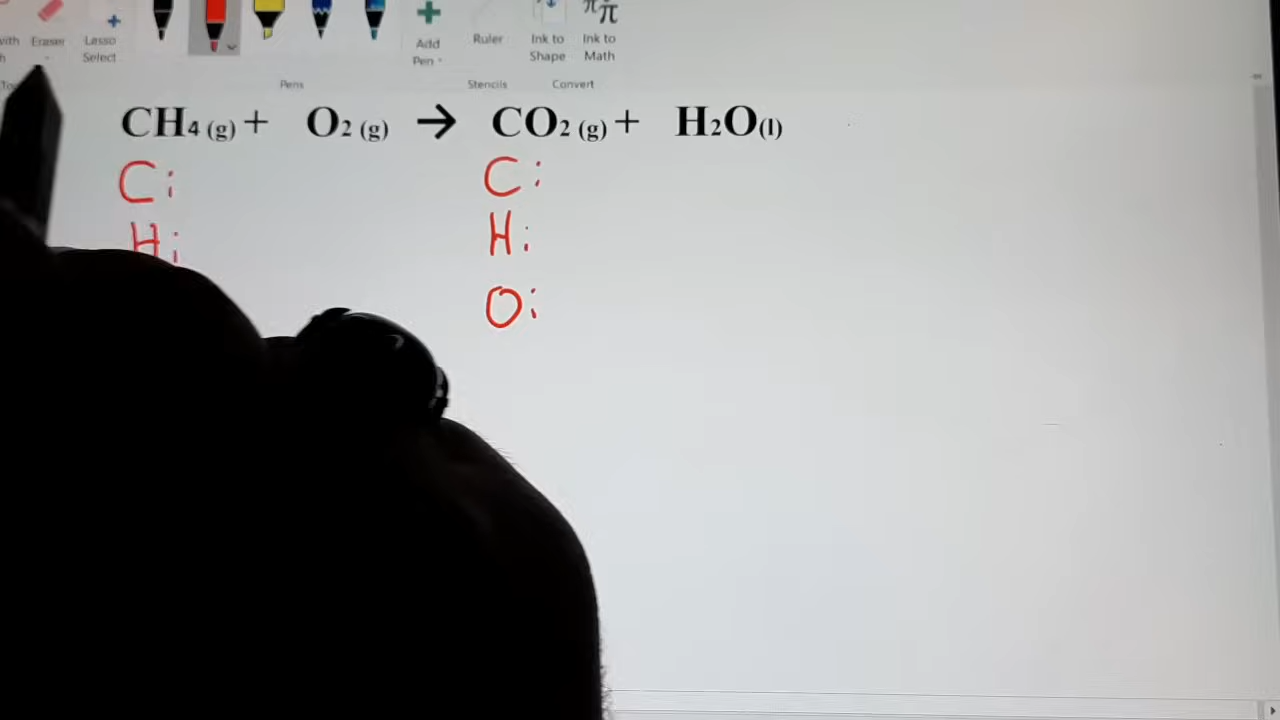 Eraser
Lasso
Select
Add
Pen
Ruler
Ink to
Shape
Ink to
Math
Pens
Stencils
Convert
CH4 (g) + O2 (g) → CO2 (g) + H2O(l)
C: C:
H: H:
O: